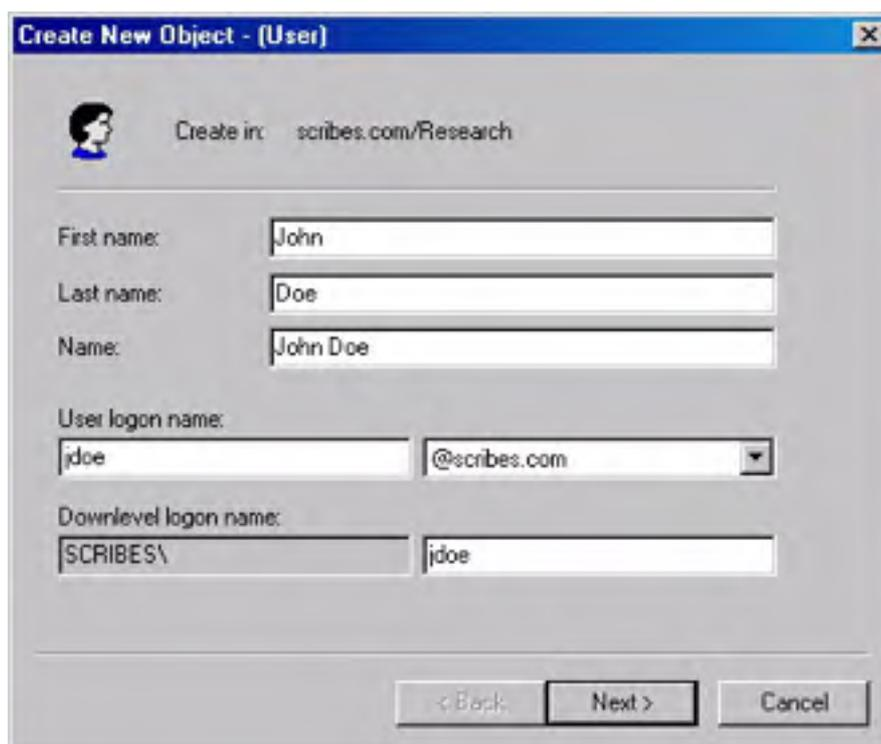 Create New Object - (User)
Create in: scribes.com/Research
First name: John
Last name: Doe
Name: John Doe
User logon name:
jdoe @scribes.com
Downlevel logon name:
SCRIBES\ jdoe
< Back Next > Cancel